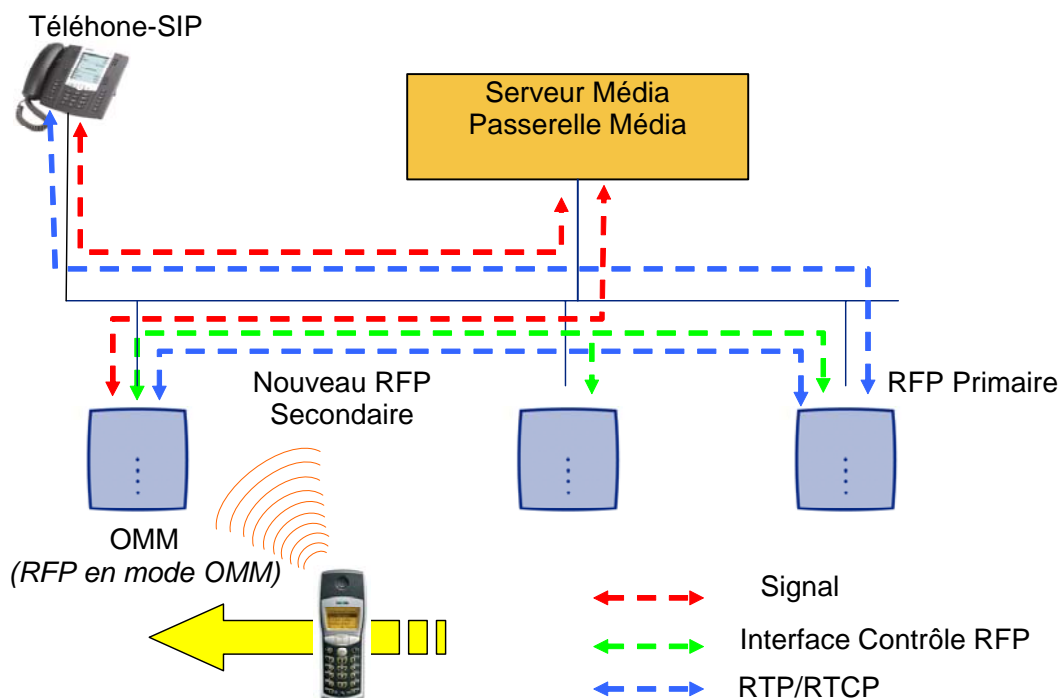 Téléhone-SIP
Serveur Média
Passerelle Média
Nouveau RFP
Secondaire
RFP Primaire
OMM
(RFP en mode OMM)
Signal
Interface Contrôle RFP
RTP/RTCP